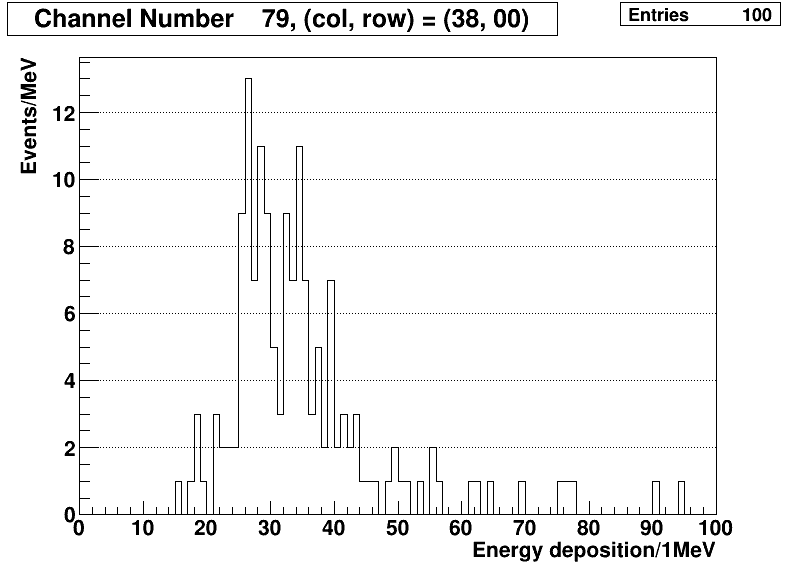 Channel Number 79, (col, row) = (38, 00)
Entries 100
Events/MeV
12
10
8
6
4
2
0
0 10 20 30 40 50 60 70 80 90 100
Energy deposition/1MeV